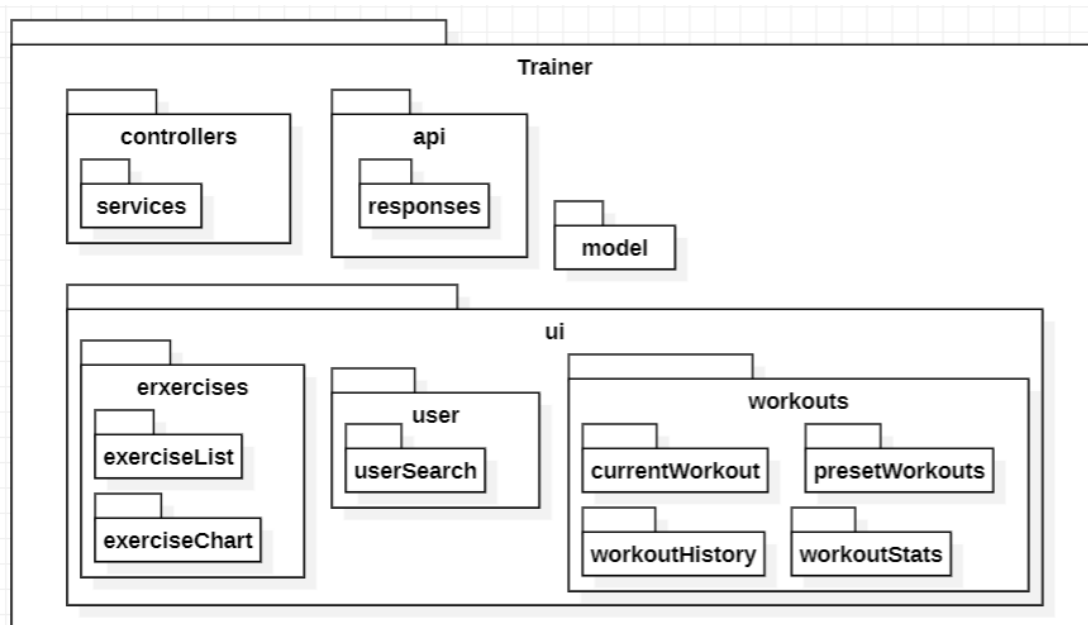 Trainer
controllers
services
api
responses
model
ui
erxercises
exerciseList
exerciseChart
user
userSearch
workouts
currentWorkout
presetWorkouts
workoutHistory
workoutStats